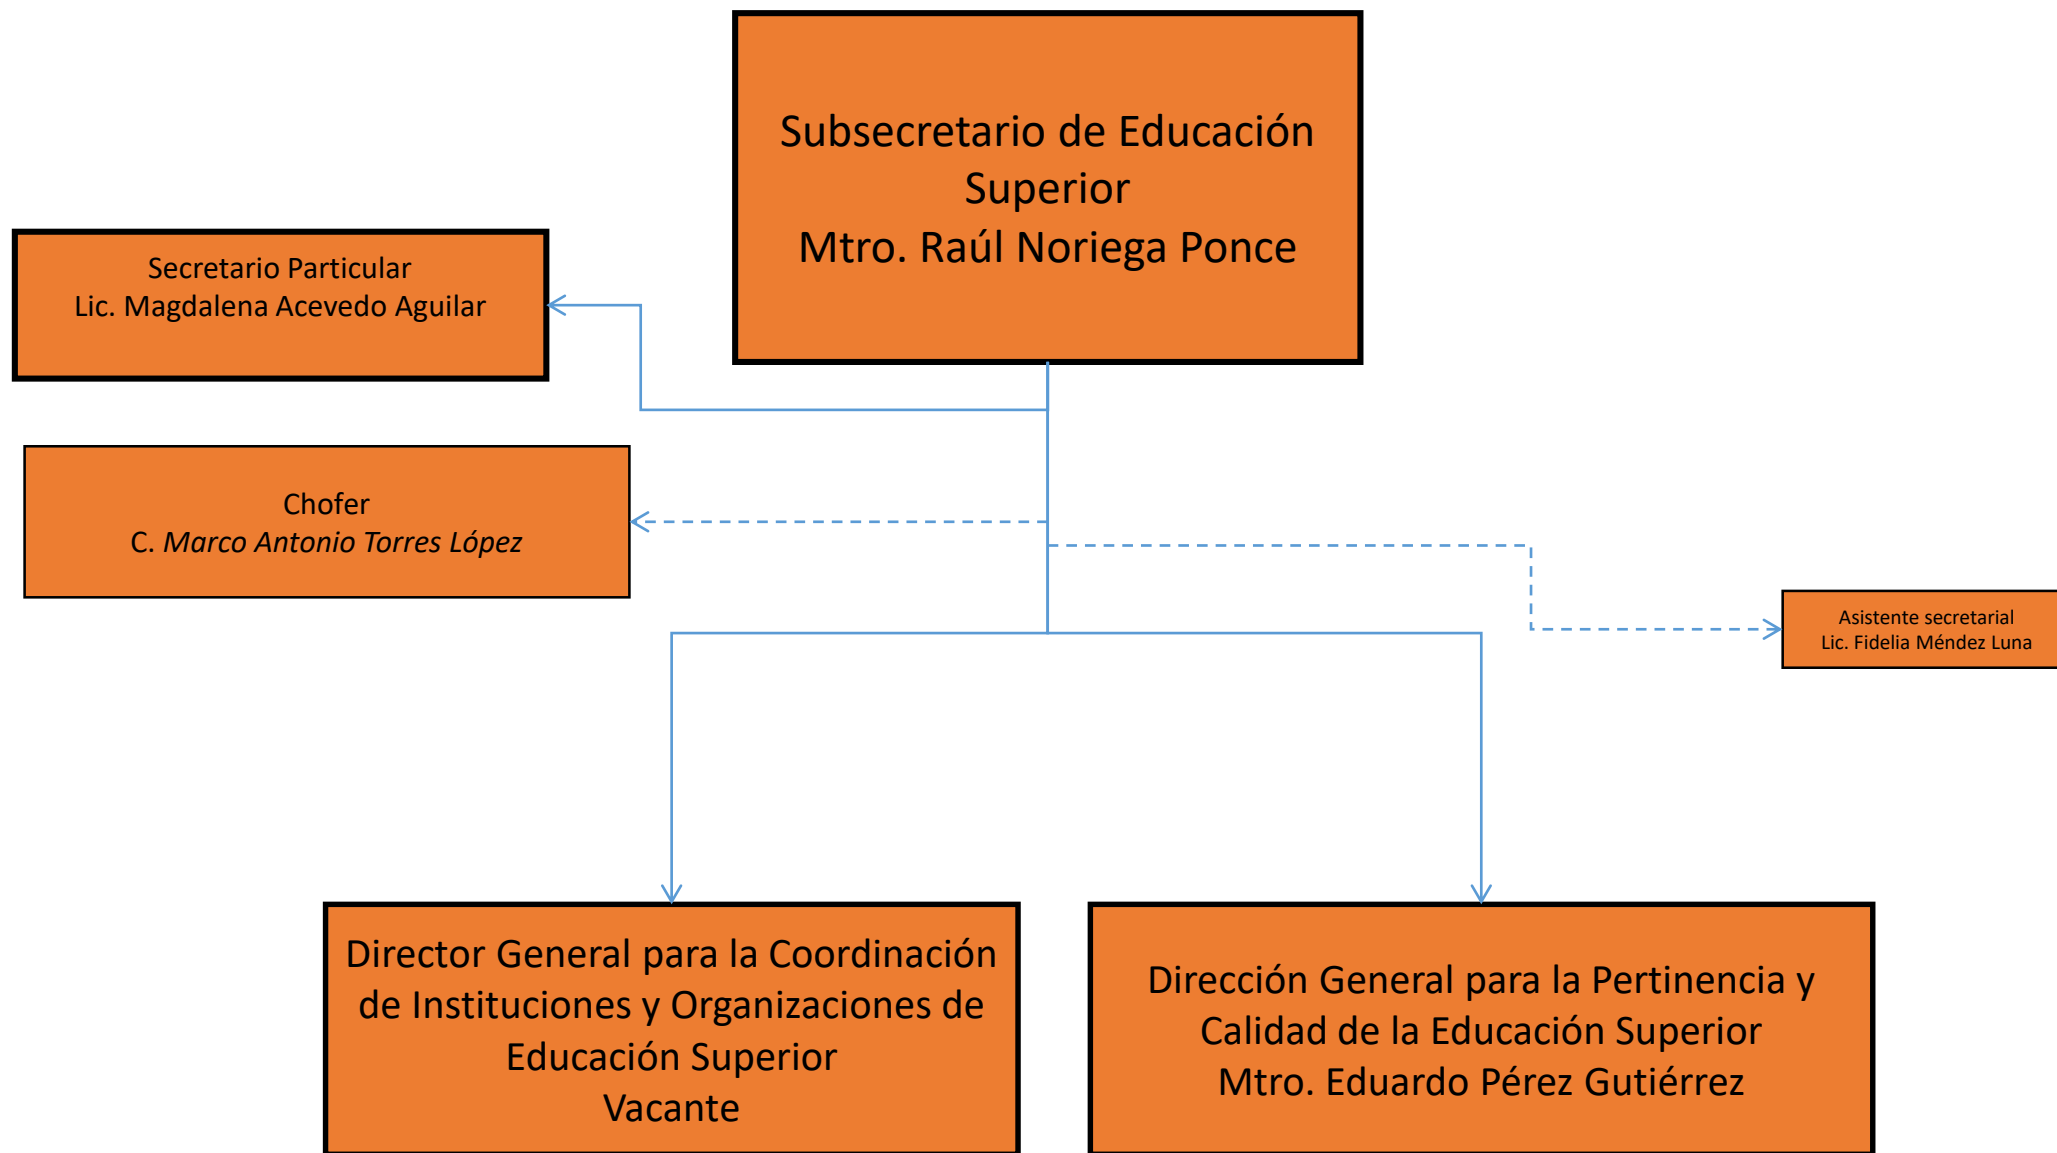 Subsecretario de Educación
Superior
Mtro. Raúl Noriega Ponce
Secretario Particular
Lic. Magdalena Acevedo Aguilar
Chofer
C. Marco Antonio Torres López
Asistente secretarial
Lic. Fidelia Méndez Luna
Director General para la Coordinación
de Instituciones y Organizaciones de
Educación Superior
Vacante
Dirección General para la Pertinencia y
Calidad de la Educación Superior
Mtro. Eduardo Pérez Gutiérrez